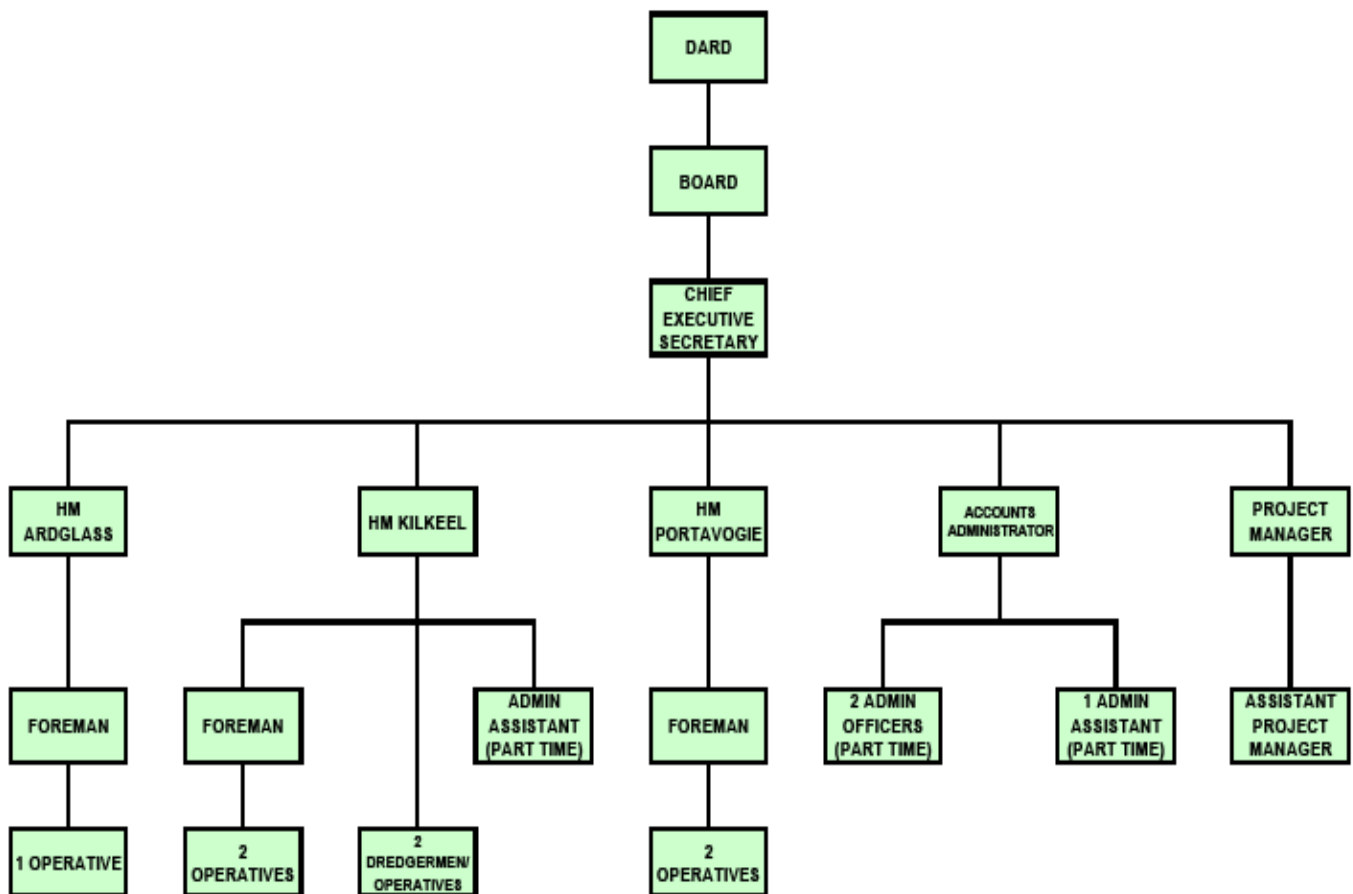 DARD
BOARD
CHIEF
EXECUTIVE
SECRETARY
HM
ARDGLASS
HM KILKEEL
HM
PORTAVOGIE
ACCOUNTS
ADMINISTRATOR
PROJECT
MANAGER
FOREMAN
FOREMAN
ADMIN
ASSISTANT
(PART TIME)
FOREMAN
2 ADMIN
OFFICERS
(PART TIME)
1 ADMIN
ASSISTANT
(PART TIME)
ASSISTANT
PROJECT
MANAGER
1 OPERATIVE
2
OPERATIVES
2
DREDGERMEN/
OPERATIVES
2
OPERATIVES